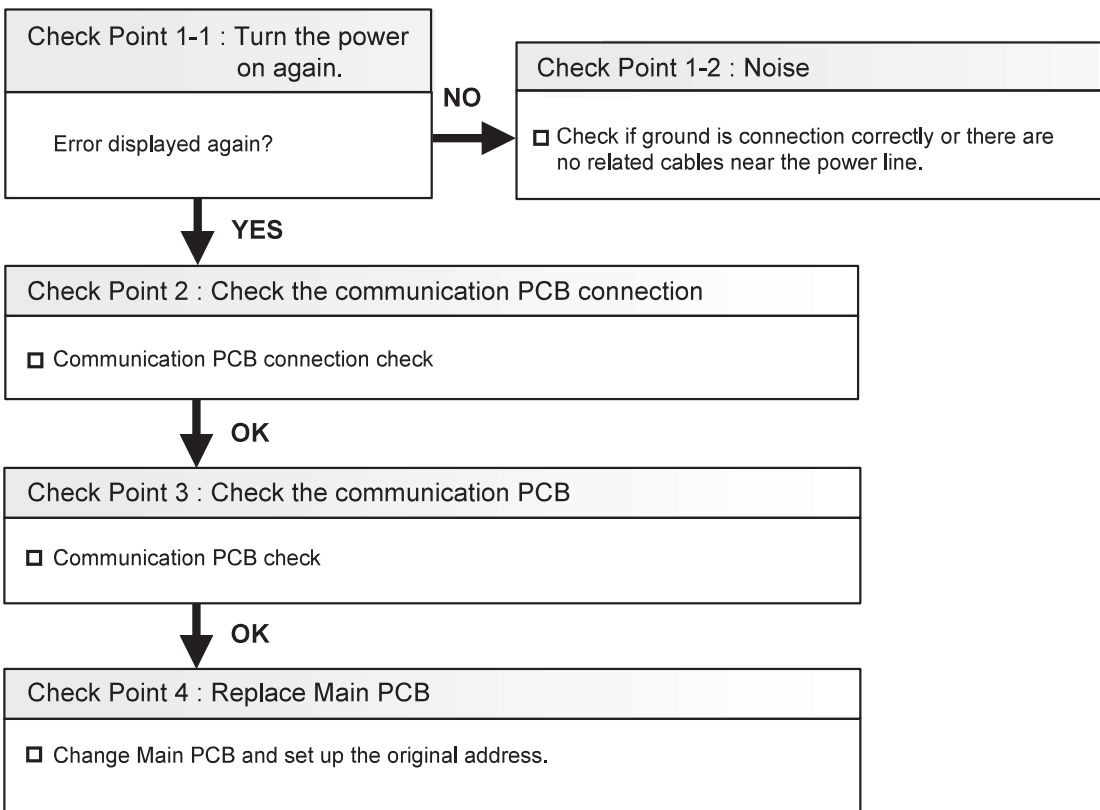 Check Point 1-1 : Turn the power
on again.
Error displayed again?
NO
Check Point 1-2 : Noise
Check if ground is connection correctly or there are
no related cables near the power line.
YES
Check Point 2 : Check the communication PCB connection
Communication PCB connection check
OK
Check Point 3 : Check the communication PCB
Communication PCB check
OK
Check Point 4 : Replace Main PCB
Change Main PCB and set up the original address.